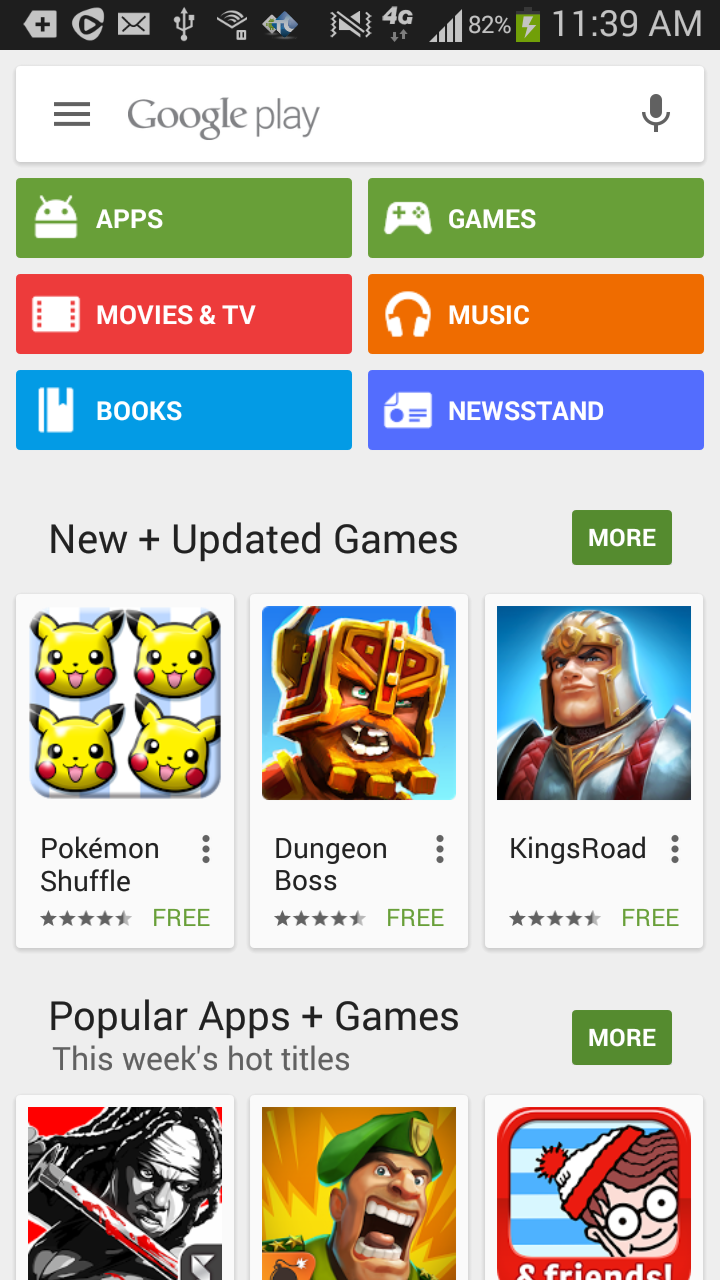 4G 82% 11:39 AM
Google play
APPS
GAMES
MOVIES & TV
MUSIC
BOOKS
NEWSSTAND
New + Updated Games
MORE
Pokémon Shuffle
FREE
Dungeon Boss
FREE
KingsRoad
FREE
Popular Apps + Games
This week's hot titles
MORE
& friends!